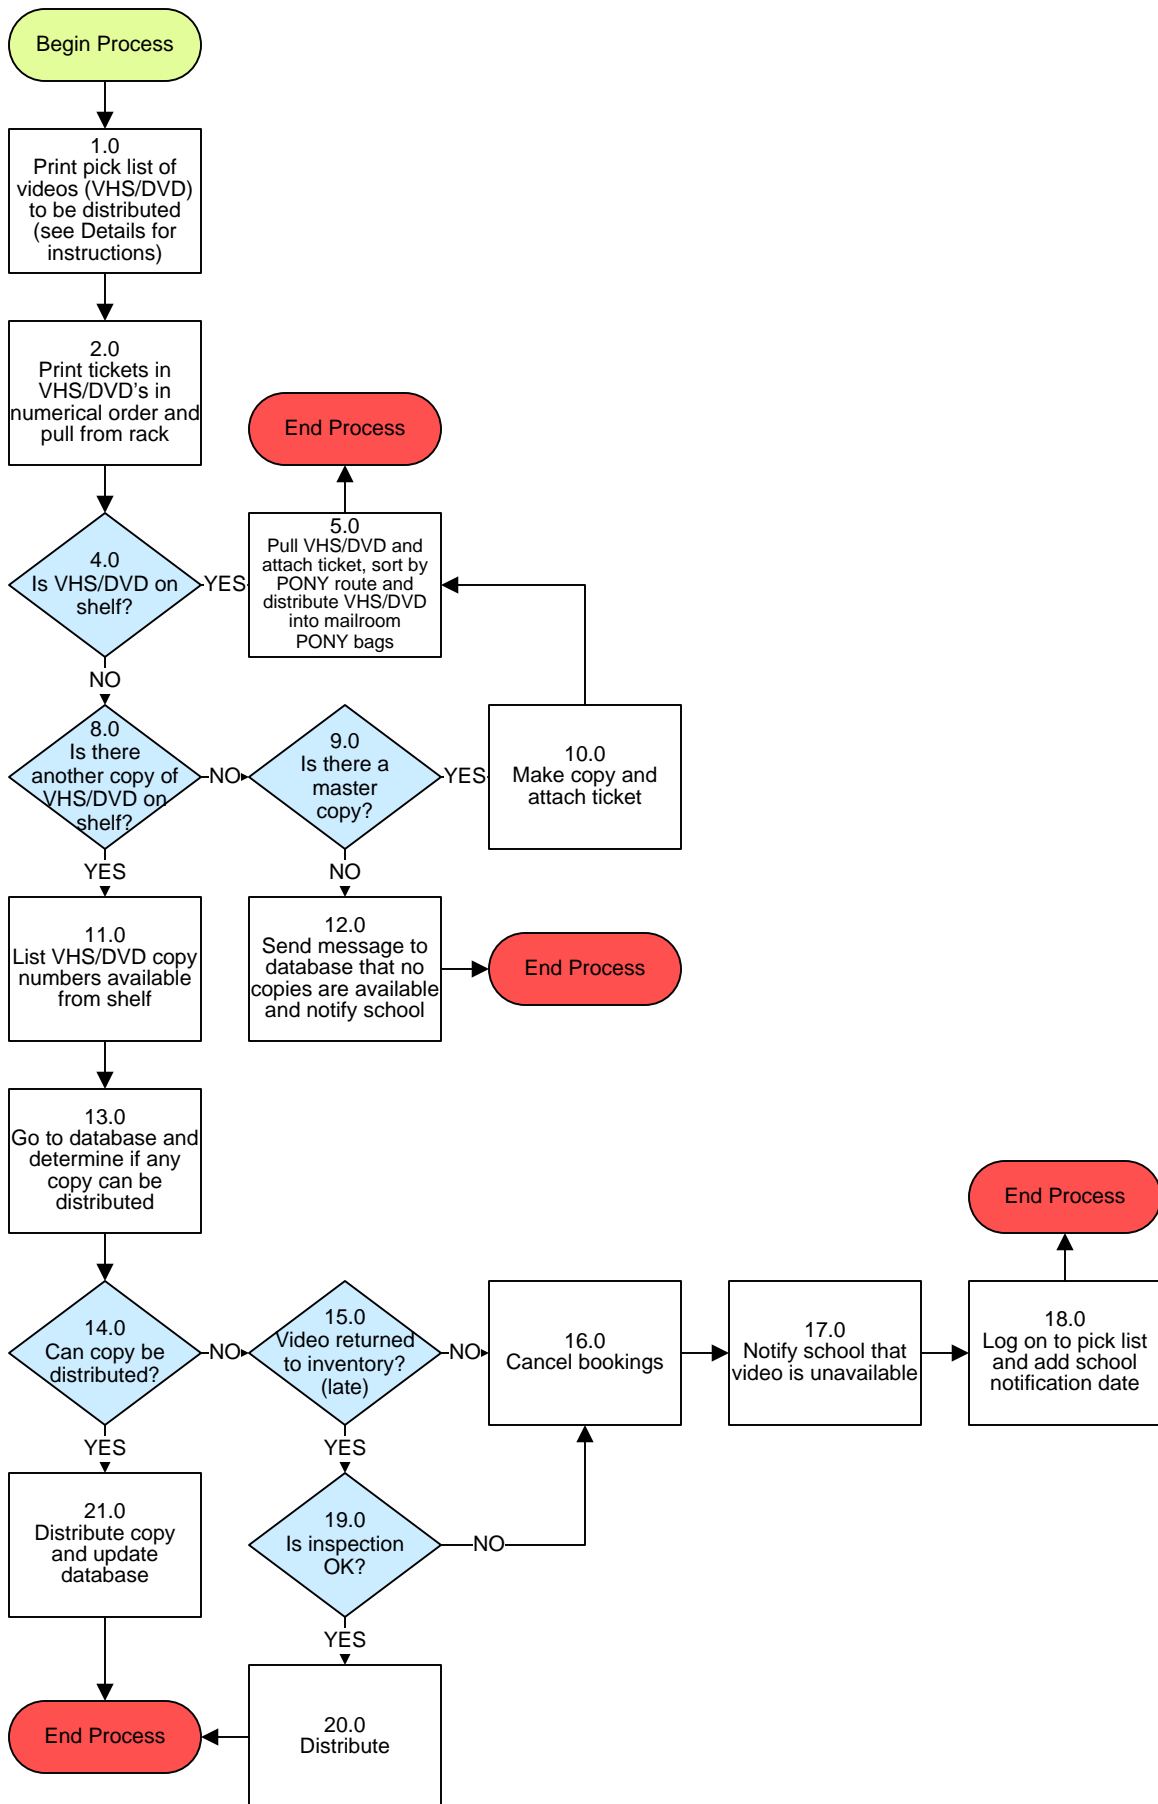 Begin Process
1.0
Print pick list of
videos (VHS/DVD)
to be distributed
(see Details for
instructions)
2.0
Print tickets in
VHS/DVD's in
numerical order and
pull from rack
End Process
4.0
Is VHS/DVD on
shelf?
YES
5.0
Pull VHS/DVD and
attach ticket, sort by
PONY route and
distribute VHS/DVD
into mailroom
PONY bags
NO
8.0
Is there
another copy of
VHS/DVD on
shelf?
NO
9.0
Is there a
master
copy?
YES
10.0
Make copy and
attach ticket
YES
NO
11.0
List VHS/DVD copy
numbers available
from shelf
12.0
Send message to
database that no
copies are available
and notify school
End Process
13.0
Go to database and
determine if any
copy can be
distributed
End Process
14.0
Can copy be
distributed?
NO
15.0
Video returned
to inventory?
(late)
NO
16.0
Cancel bookings
17.0
Notify school that
video is unavailable
18.0
Log on to pick list
and add school
notification date
YES
YES
21.0
Distribute copy
and update
database
19.0
Is inspection
OK?
NO
YES
End Process
20.0
Distribute